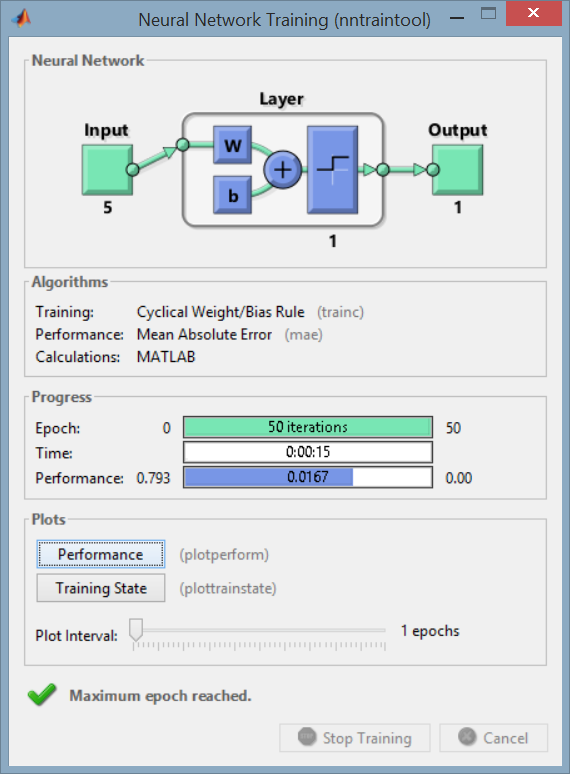 Neural Network Training (nntraintool)
Neural Network
Layer
Input
Output
W
b
+
5
1
1
Algorithms
Training: Cyclical Weight/Bias Rule (trainc)
Performance: Mean Absolute Error (mae)
Calculations: MATLAB
Progress
Epoch: 0 50 iterations 50
Time: 0:00:15
Performance: 0.793 0.0167 0.00
Plots
Performance (plotperform)
Training State (plottrainstate)
Plot Interval: 1 epochs
Maximum epoch reached.
Stop Training Cancel